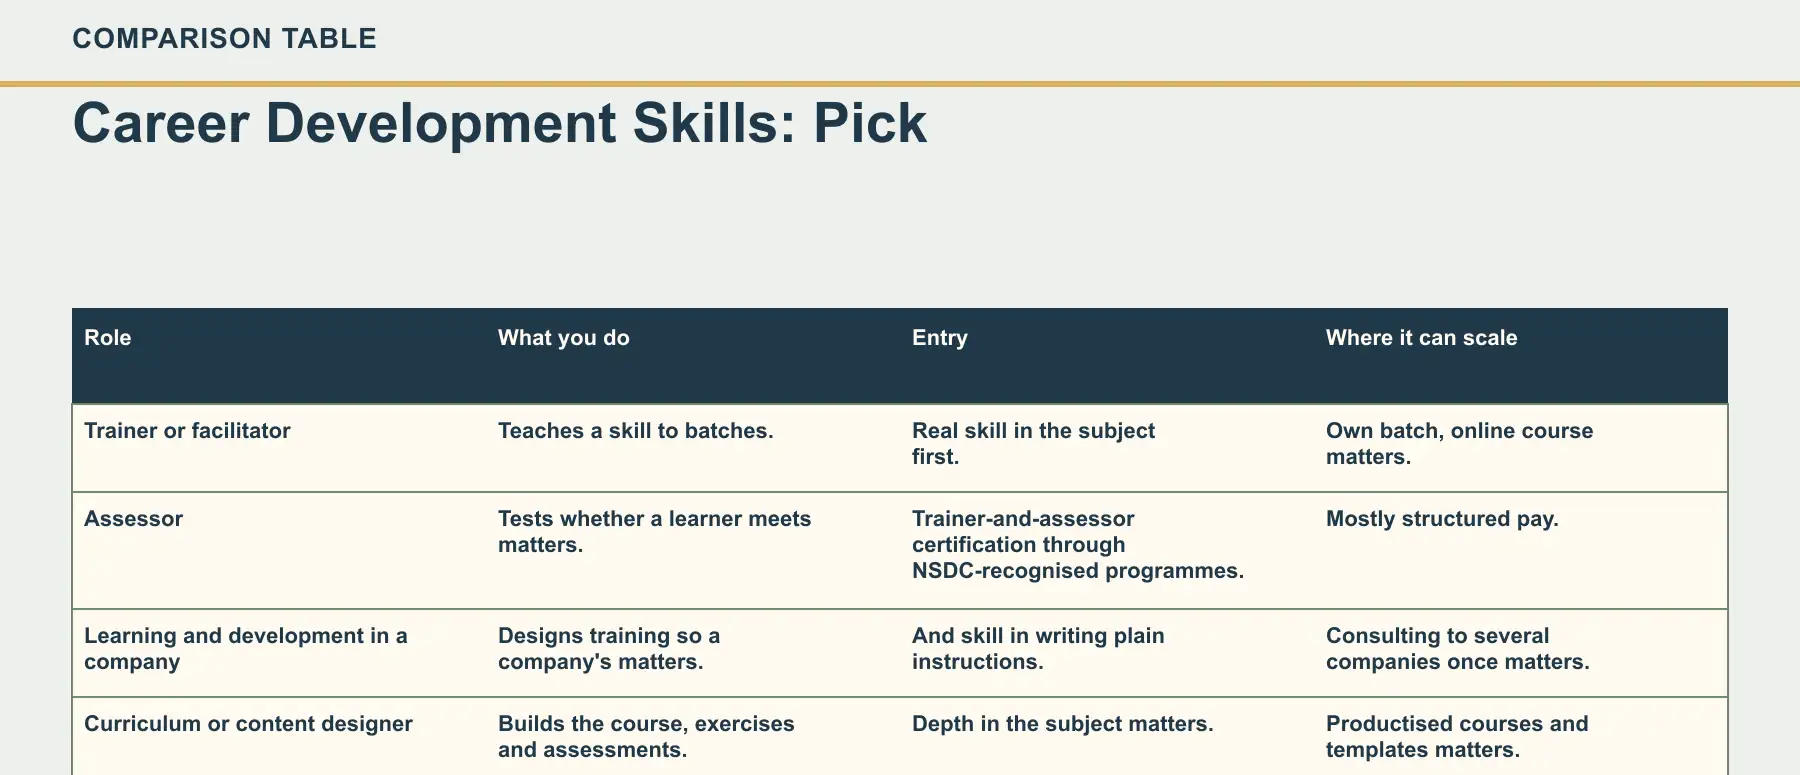 COMPARISON TABLE
Career Development Skills: Pick
Role
What you do
Entry
Where it can scale
Trainer or facilitator
Teaches a skill to batches.
Real skill in the subject
first.
Own batch, online course
matters.
Assessor
Tests whether a learner meets
matters.
Trainer-and-assessor
certification through
NSDC-recognised programmes.
Mostly structured pay.
Learning and development in a
company
Designs training so a
company's matters.
And skill in writing plain
instructions.
Consulting to several
companies once matters.
Curriculum or content designer
Builds the course, exercises
and assessments.
Depth in the subject matters.
Productised courses and
templates matters.